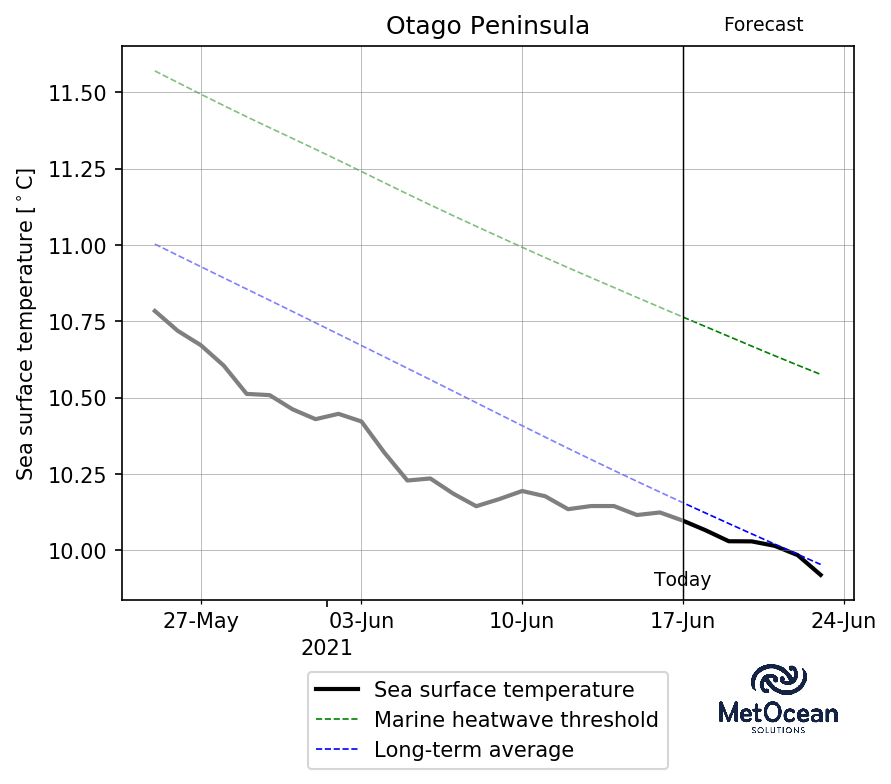 Otago Peninsula
Forecast
Sea surface temperature [°C]
11.50
11.25
11.00
10.75
10.50
10.25
10.00
Today
27-May 03-Jun 10-Jun 17-Jun 24-Jun
2021
Sea surface temperature
Marine heatwave threshold
Long-term average
MetOcean
SOLUTIONS